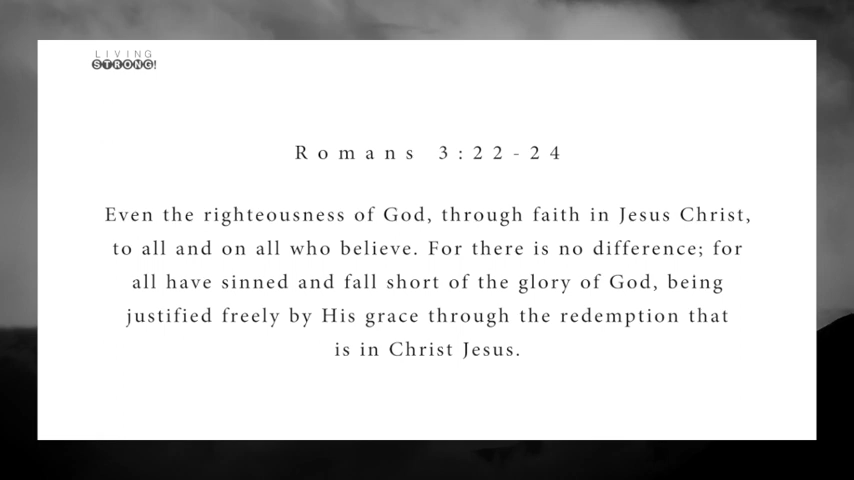 LIVING
STRONG!
Romans 3:22-24
Even the righteousness of God, through faith in Jesus Christ,
to all and on all who believe. For there is no difference; for
all have sinned and fall short of the glory of God, being
justified freely by His grace through the redemption that
is in Christ Jesus.